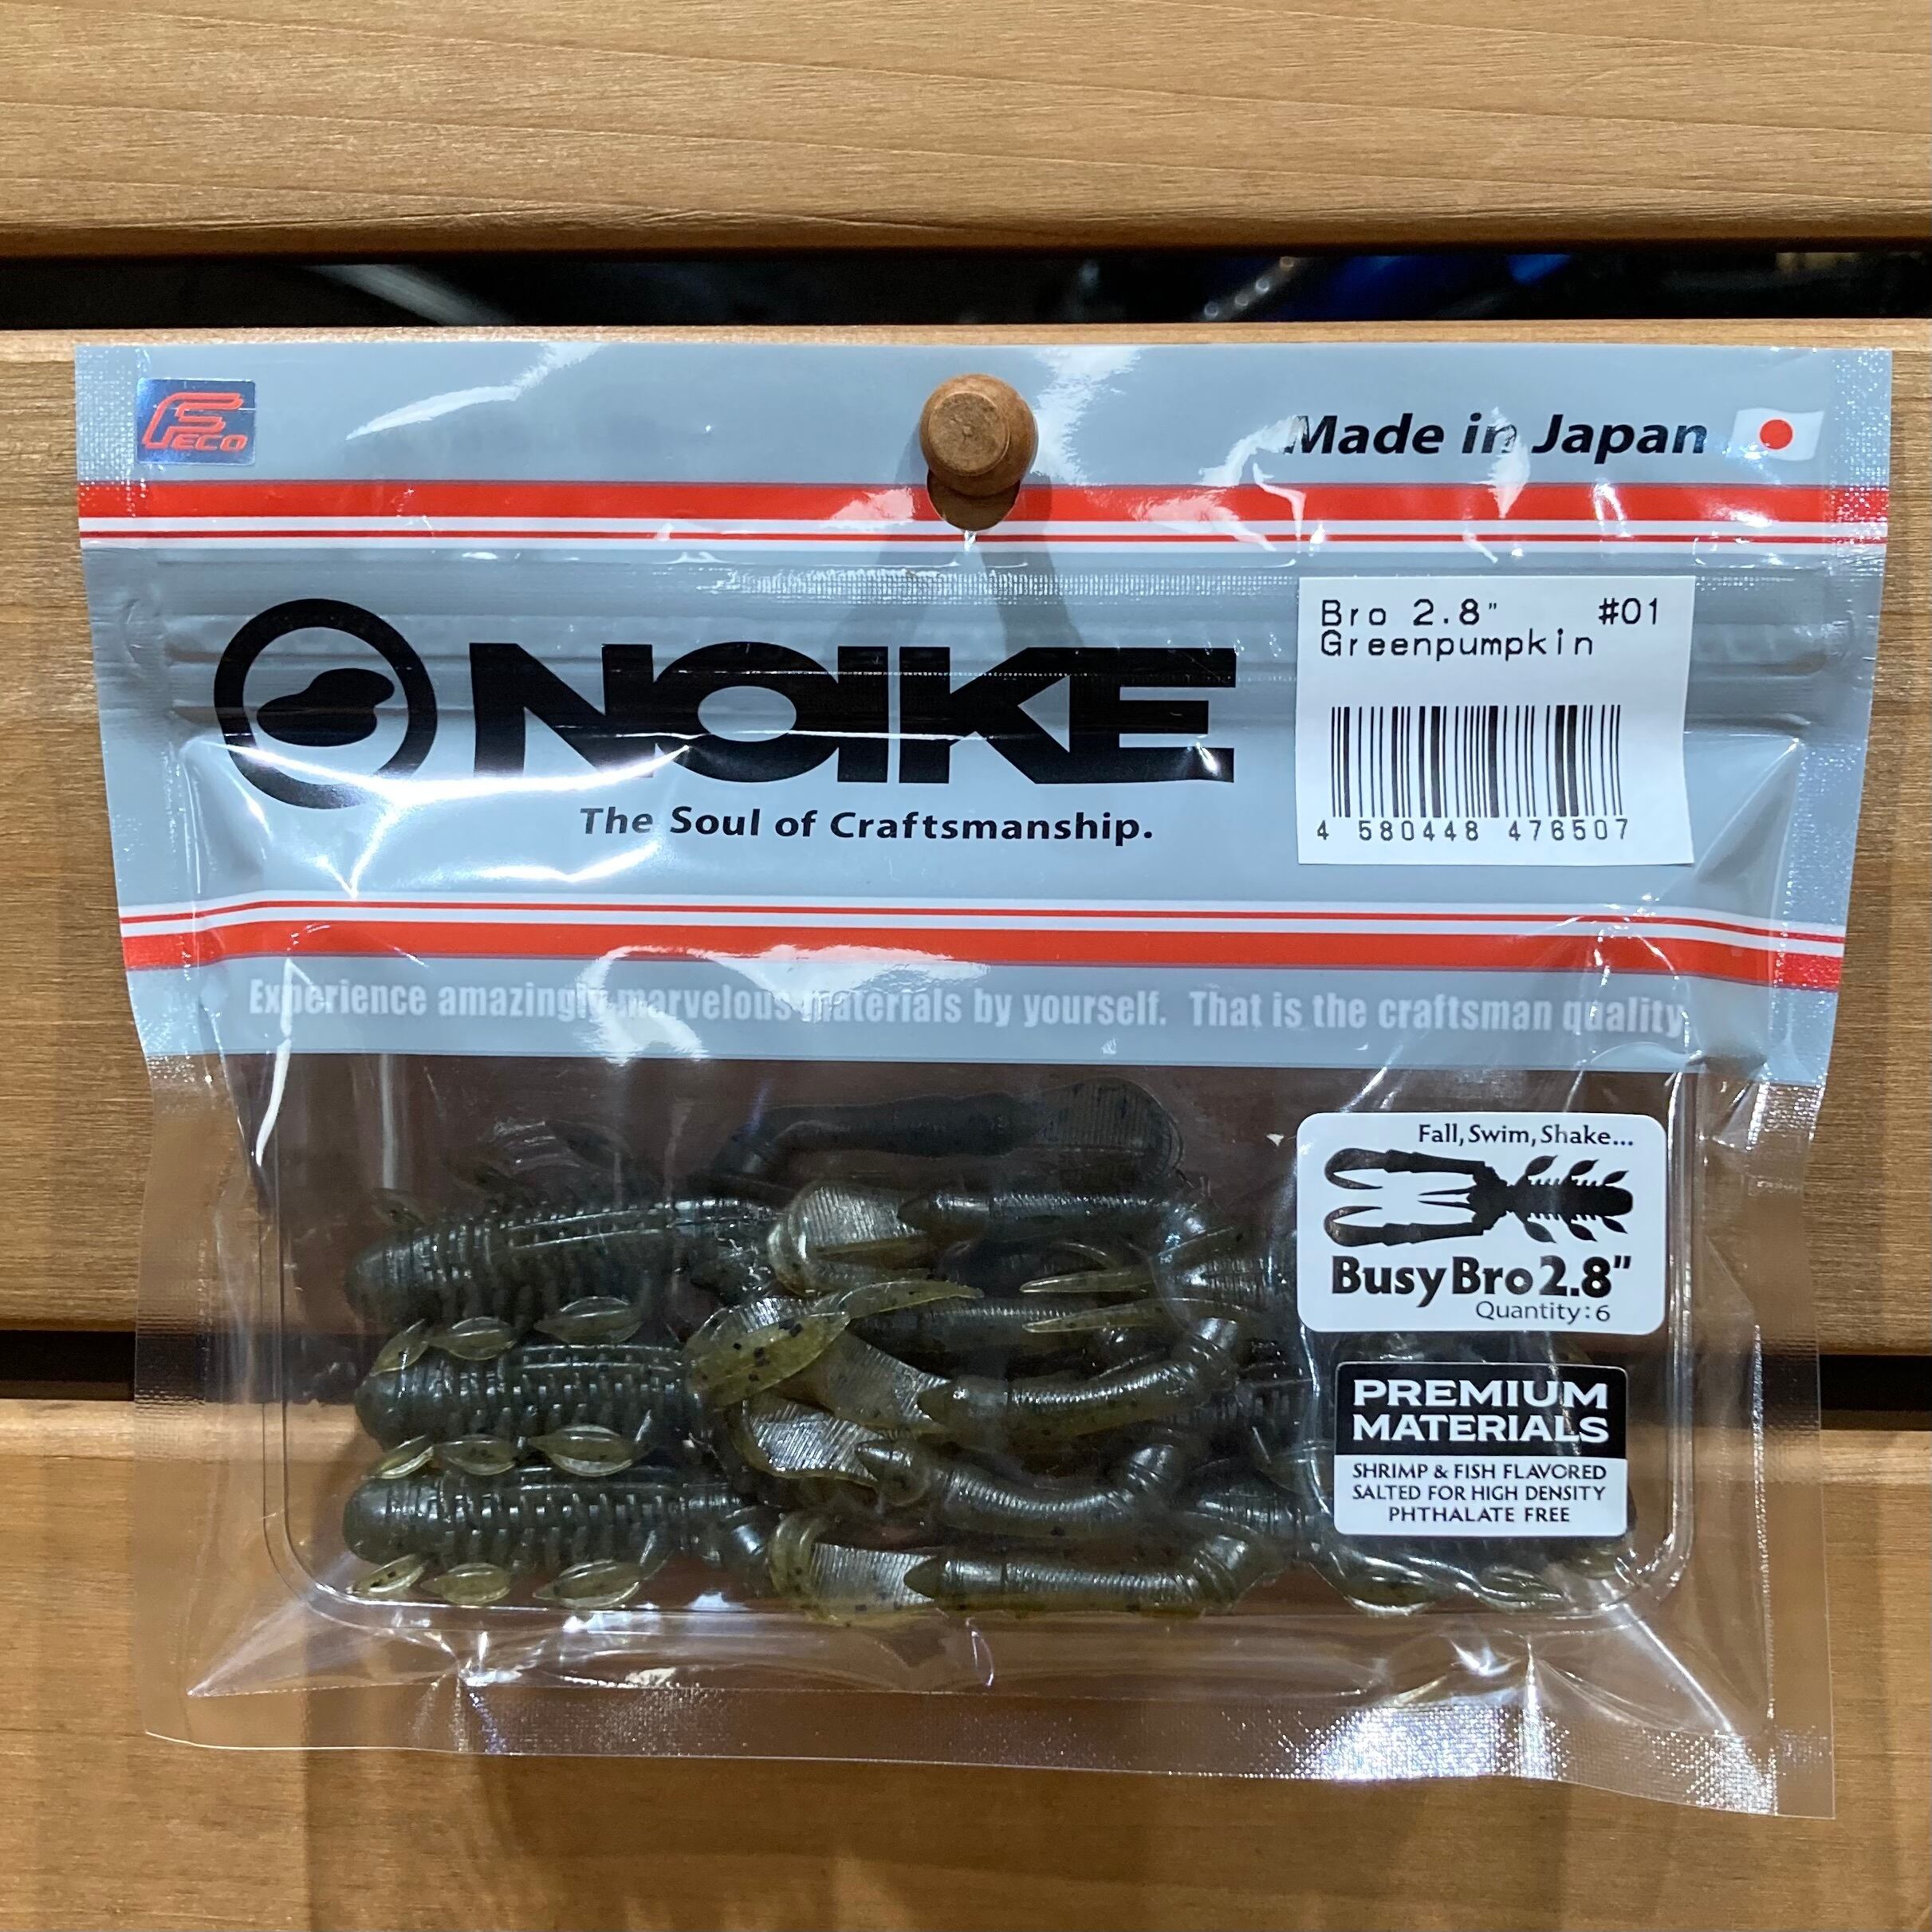 FECO
Made in Japan
Bro 2.8" #01
Greenpumpkin
NOIKE
The Soul of Craftsmanship.
4 580448 476507
Experience amazingly marvelous materials by yourself. That is the craftsman quality
Fall, Swim, Shake...
Busy Bro 2.8"
Quantity: 6
PREMIUM
MATERIALS
SHRIMP & FISH FLAVORED
SALTED FOR HIGH DENSITY
PHTHALATE FREE